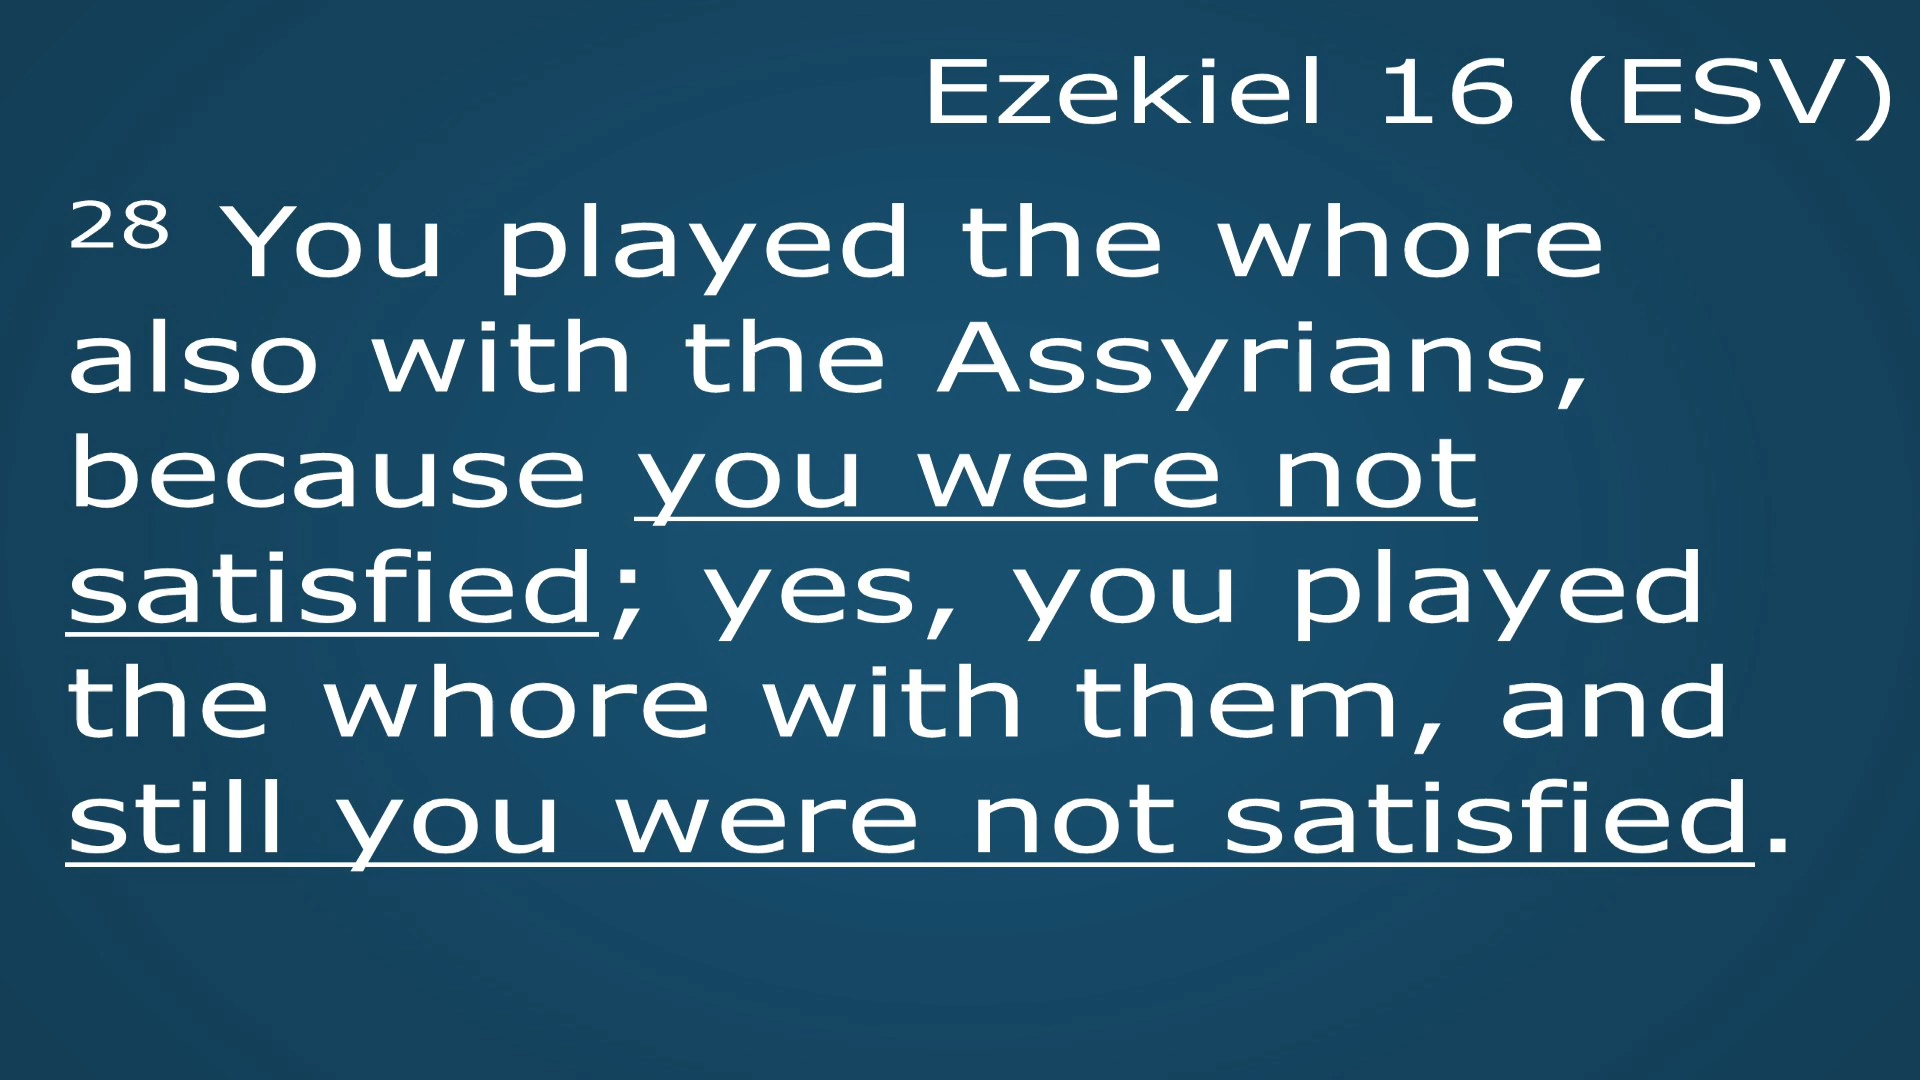 Ezekiel 16 (ESV)
28 You played the whore
also with the Assyrians,
because you were not
satisfied; yes, you played
the whore with them, and
still you were not satisfied.